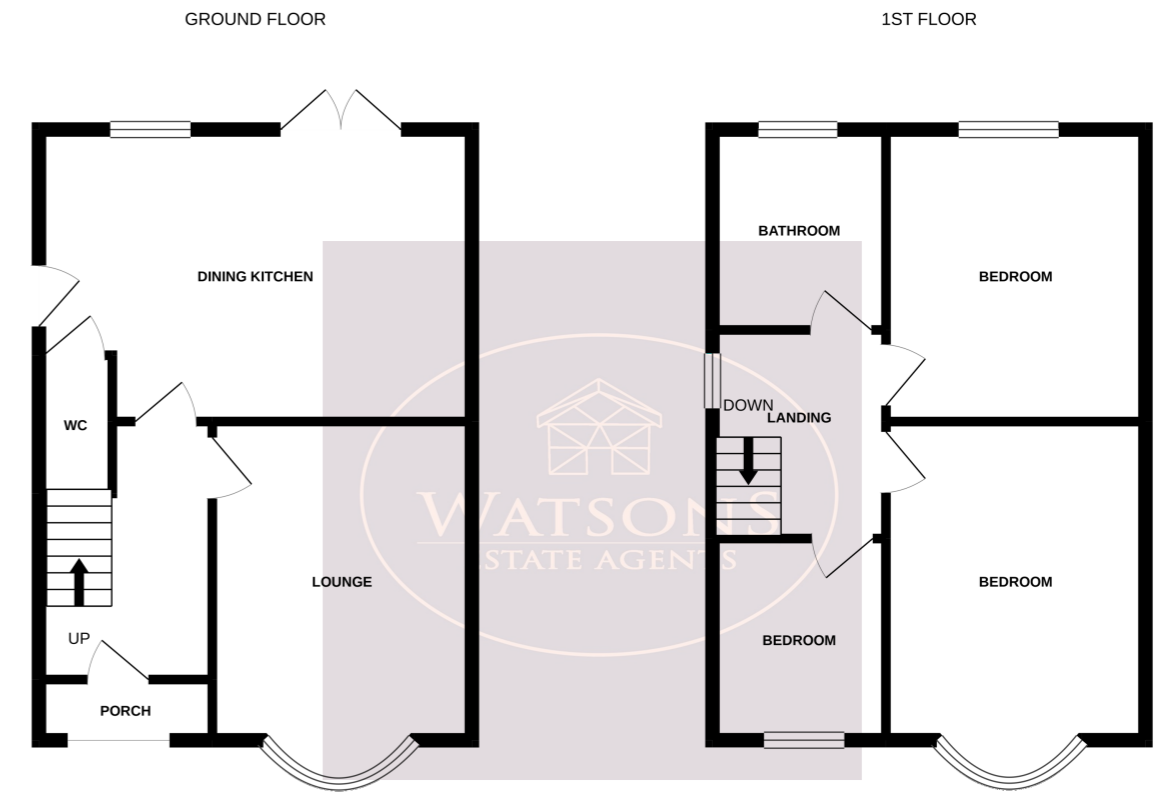 GROUND FLOOR
DINING KITCHEN
WC
LOUNGE
UP
PORCH
1ST FLOOR
BATHROOM
BEDROOM
DOWN
LANDING
BEDROOM
BEDROOM
WATSONS
ESTATE AGENTS